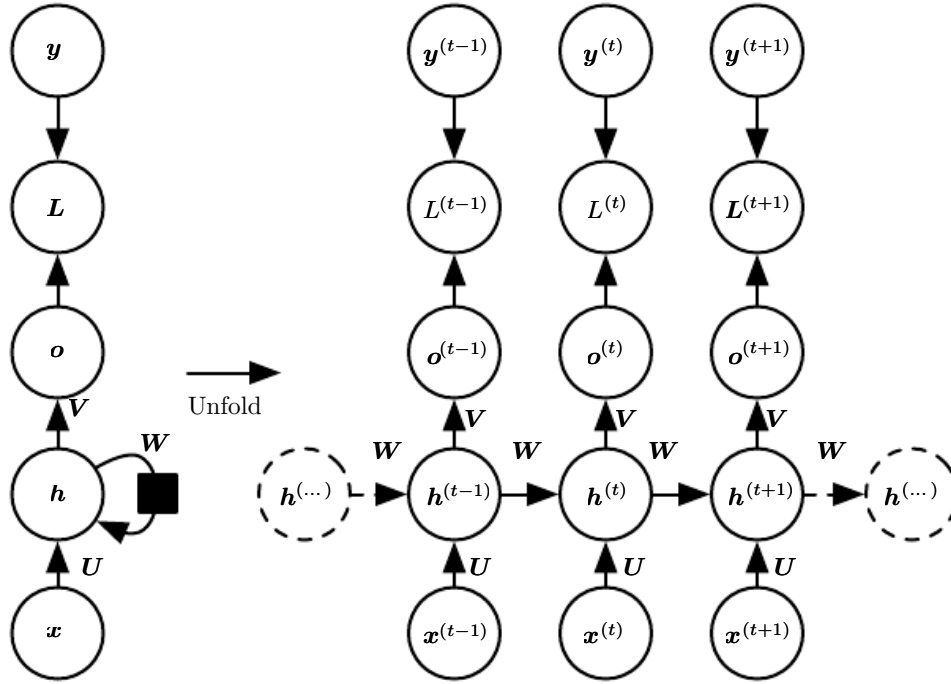 y y^(t−1) y^(t) y^(t+1)
L L^(t−1) L^(t) L^(t+1)
o o^(t−1) o^(t) o^(t+1)
Unfold
V V V V
W W W W W
h h^(...) h^(t−1) h^(t) h^(t+1) h^(...)
U U U U
x x^(t−1) x^(t) x^(t+1)